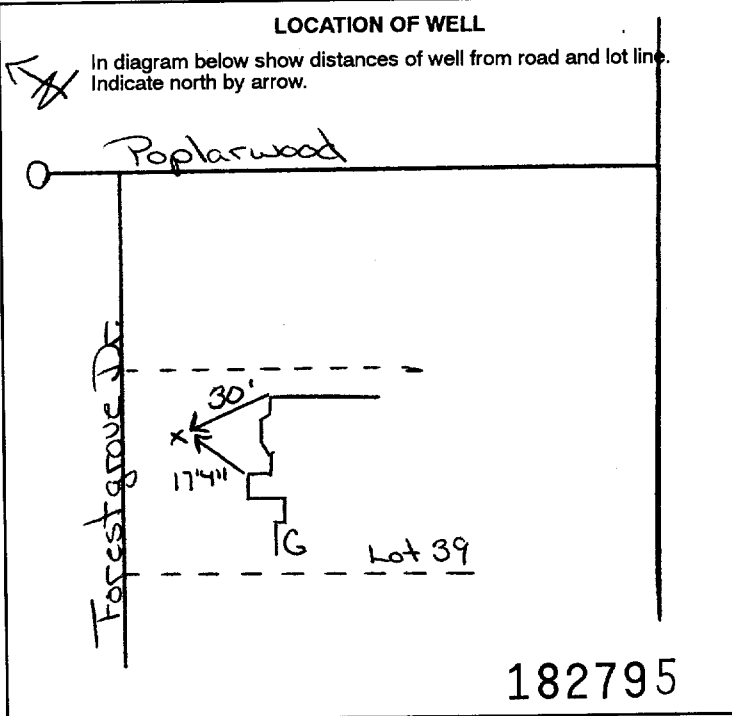 LOCATION OF WELL
In diagram below show distances of well from road and lot line.
Indicate north by arrow.
N
Poplarwood
Forestgrove Dr.
30'
x
17'4"
G
Lot 39
182795